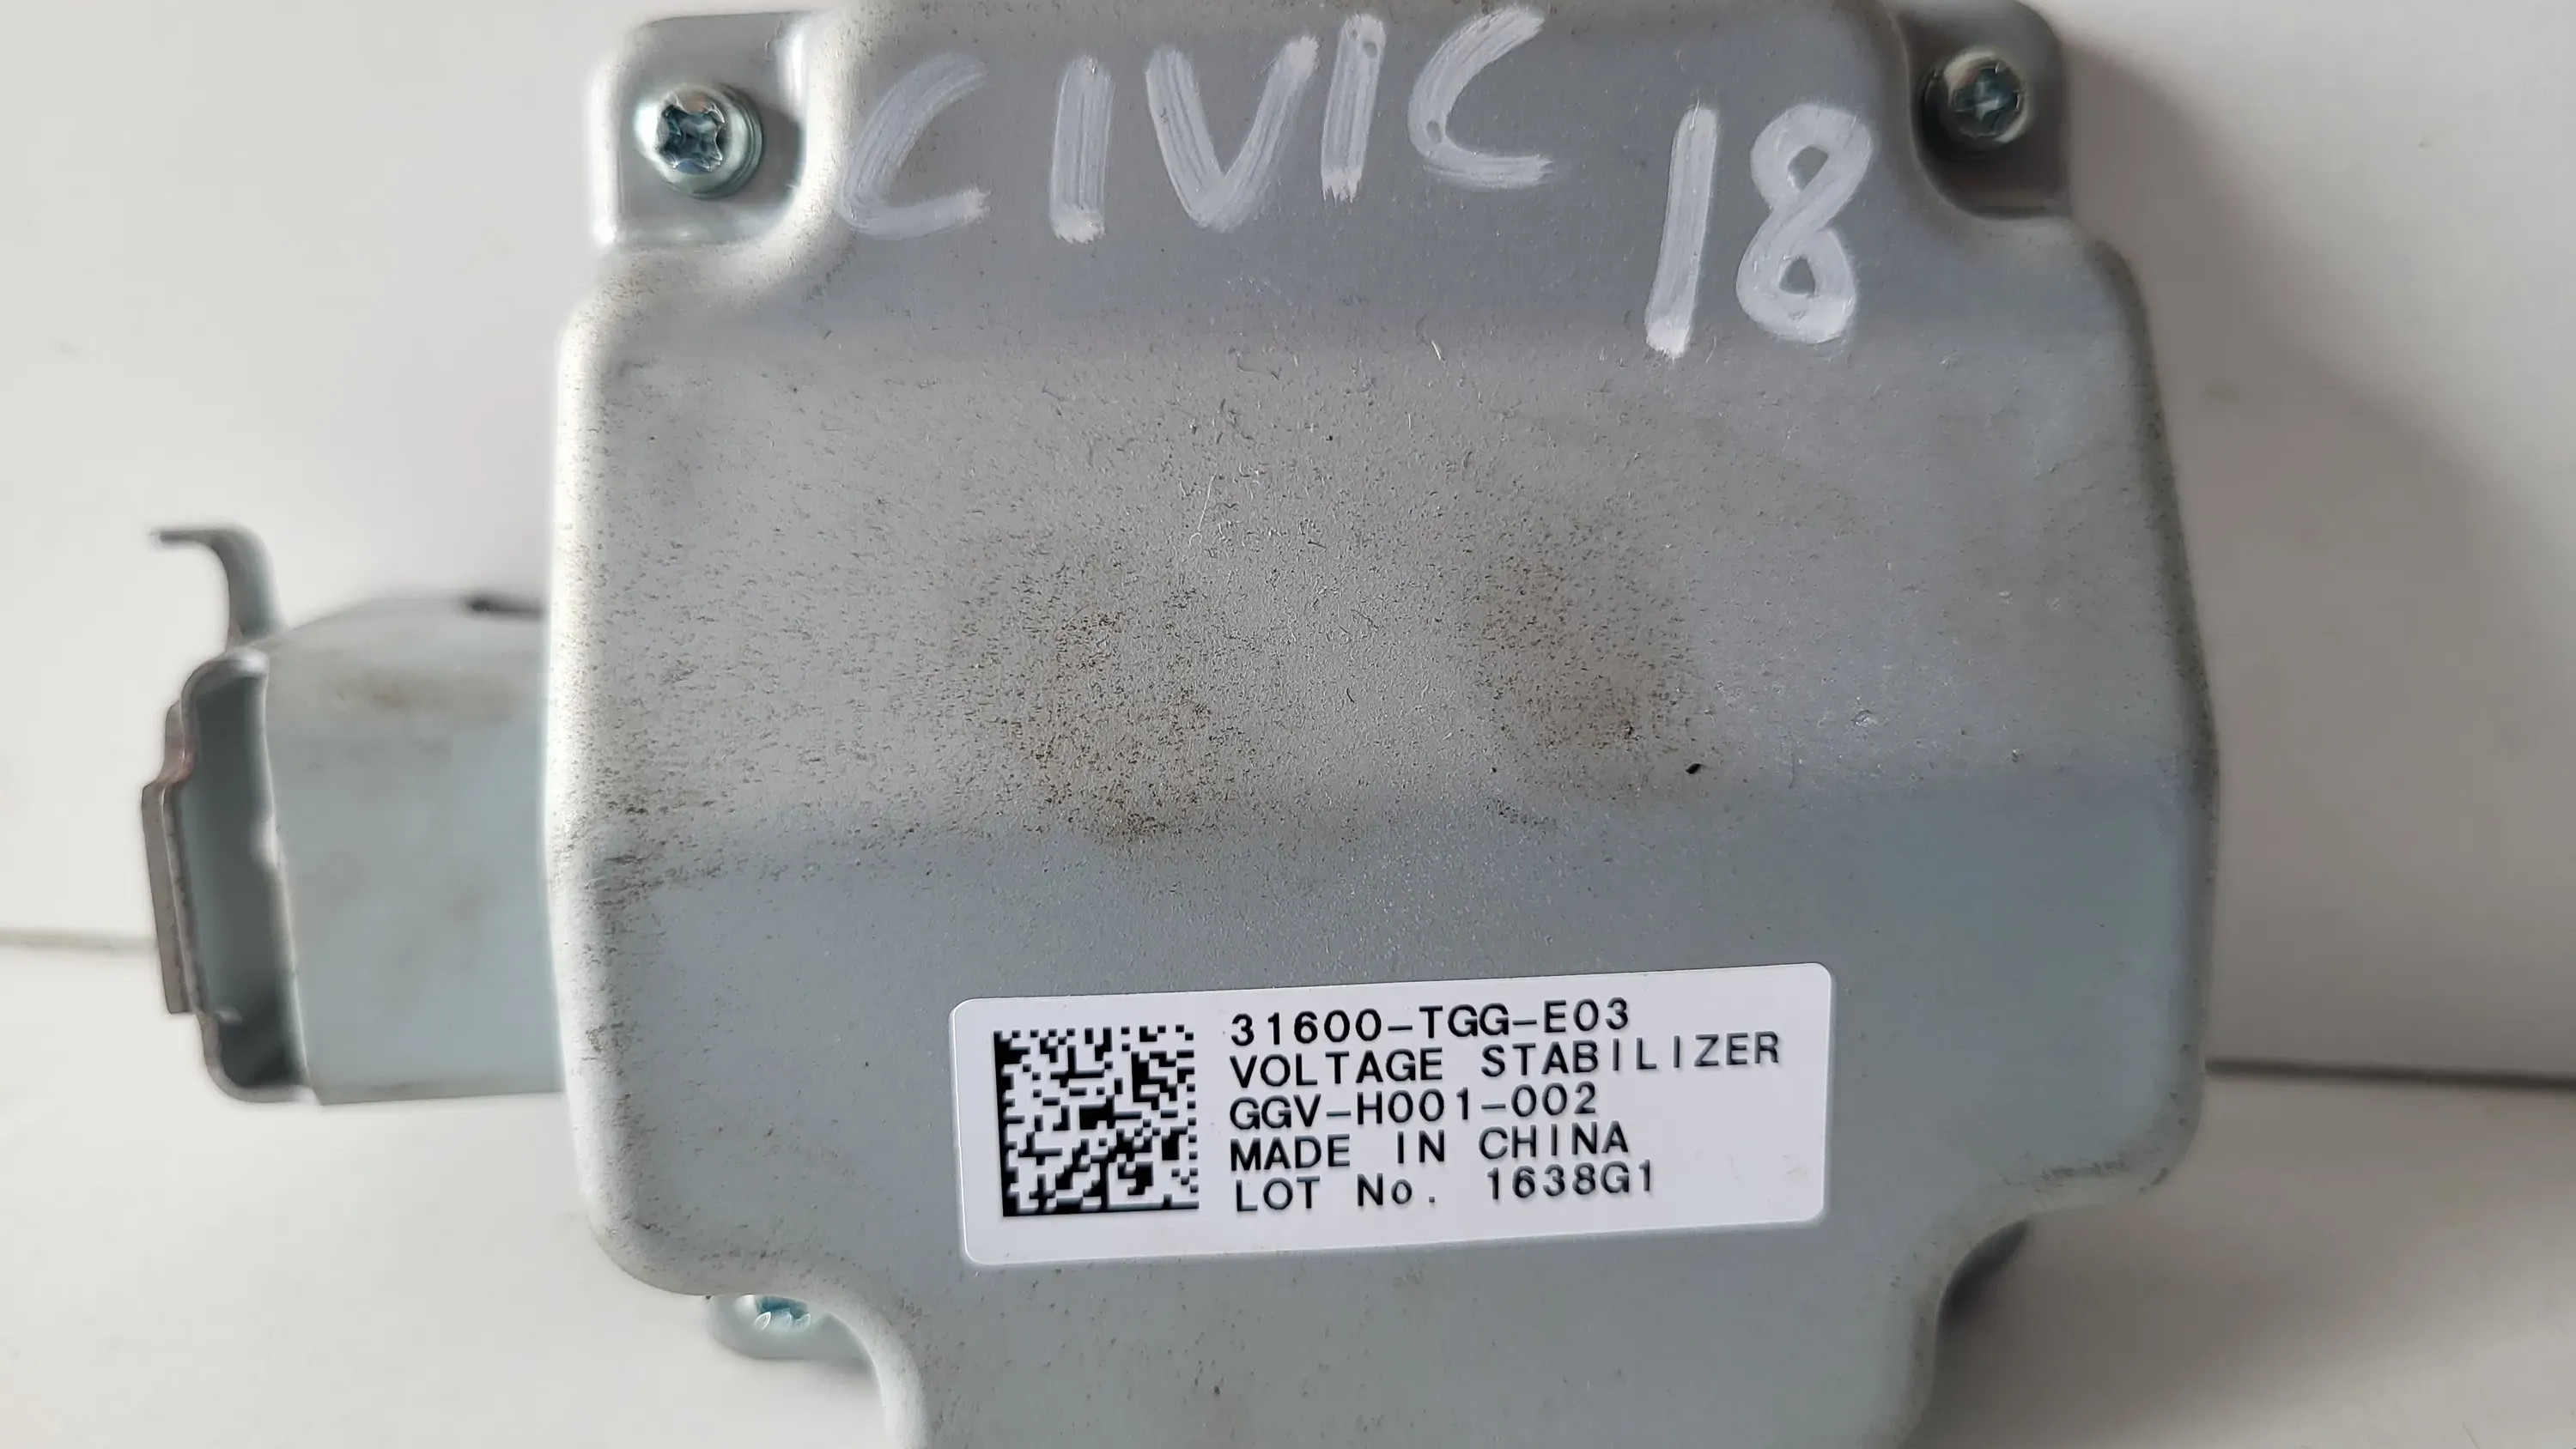 CIVIC 18
31600-TGG-E03
VOLTAGE STABILIZER
GGV-H001-002
MADE IN CHINA
LOT No. 1638G1